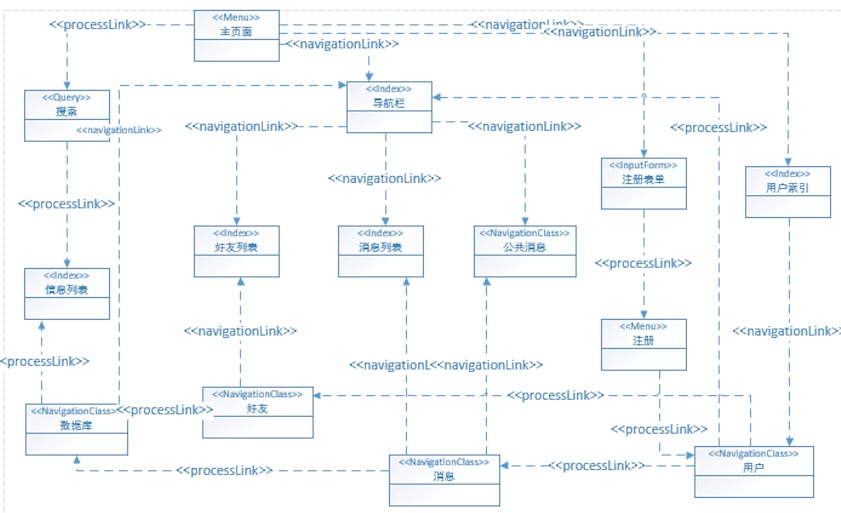 <<processLink>>
<<Menu>>
主页面
<<navigationLink>>
<<navigationLink>>
<<navigationLink>>
<<Query>>
搜索
<<navigationLink>>
<<Index>>
导航栏
<<navigationLink>>
<<navigationLink>>
<<processLink>>
<<InputForm>>
注册表单
<<Index>>
用户索引
<<navigationLink>>
<<processLink>>
<<Index>>
好友列表
<<Index>>
消息列表
<<NavigationClass>>
公共消息
<<Index>>
信息列表
<<processLink>>
<<navigationLink>>
<<Menu>>
注册
<<navigationLink>>
<processLink>>
<<navigationL
<<navigationLink>>
<<NavigationClass>>
好友
<<processLink>>
<<NavigationClass>
数据库
<<processLink>>
<<processLink>>
<<NavigationClass>>
消息
<<processLink>>
<<processLink>>
<<NavigationClass>>
用户